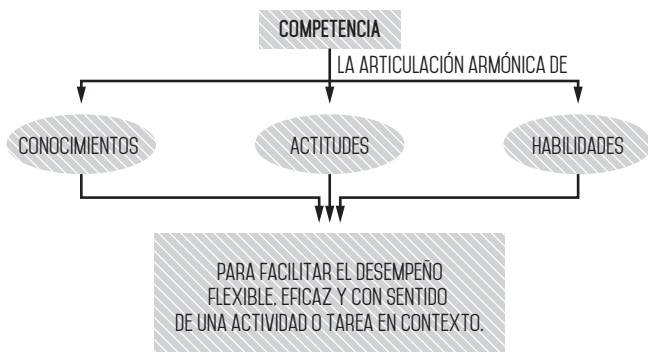 COMPETENCIA
LA ARTICULACIÓN ARMÓNICA DE
CONOCIMIENTOS
ACTITUDES
HABILIDADES
PARA FACILITAR EL DESEMPEÑO
FLEXIBLE, EFICAZ Y CON SENTIDO
DE UNA ACTIVIDAD O TAREA EN CONTEXTO.